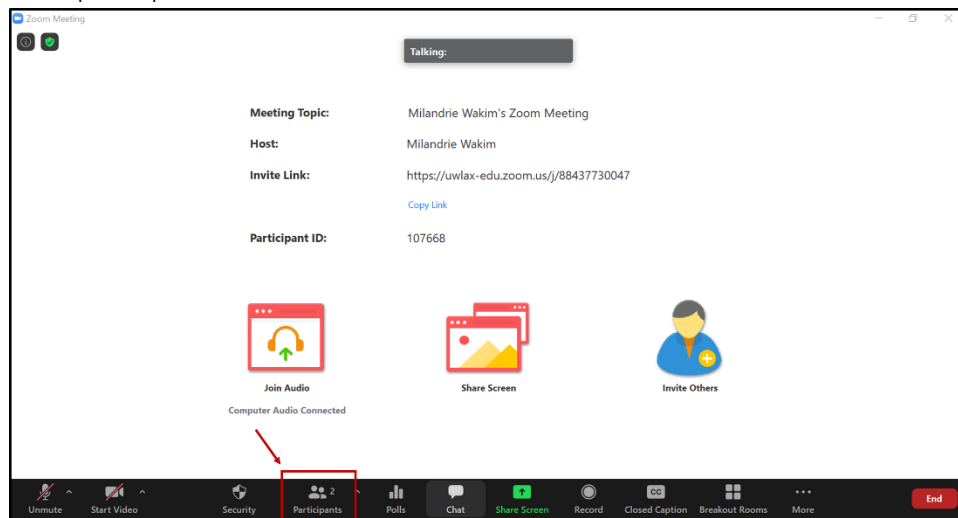 Zoom Meeting
Talking:
Meeting Topic: Milandrie Wakim's Zoom Meeting
Host: Milandrie Wakim
Invite Link: https://uwlax-edu.zoom.us/j/88437730047
Copy Link
Participant ID: 107668
Join Audio Share Screen Invite Others
Computer Audio Connected
2
Unmute Start Video Security Participants Polls Chat Share Screen Record CC Closed Caption Breakout Rooms More End